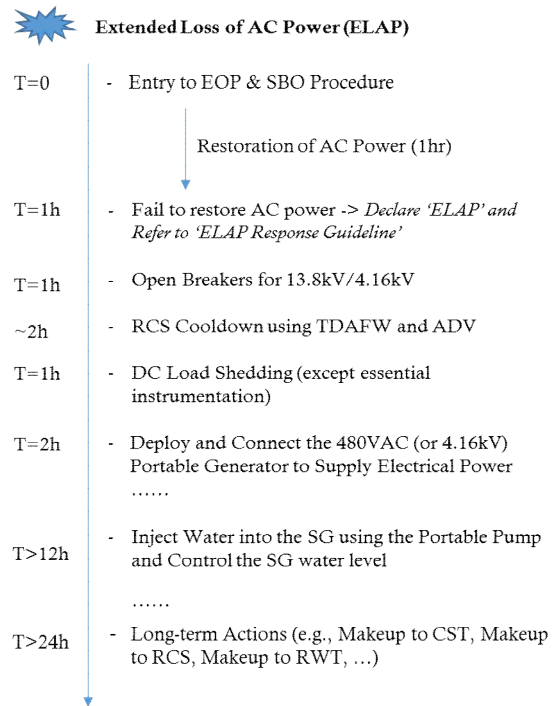 Extended Loss of AC Power (ELAP)
T=0 - Entry to EOP & SBO Procedure
Restoration of AC Power (1hr)
T=1h - Fail to restore AC power -> Declare ‘ELAP’ and
Refer to ‘ELAP Response Guideline’
T=1h - Open Breakers for 13.8kV/4.16kV
~2h - RCS Cooldown using TDAFW and ADV
T=1h - DC Load Shedding (except essential
instrumentation)
T=2h - Deploy and Connect the 480VAC (or 4.16kV)
Portable Generator to Supply Electrical Power
……
T>12h - Inject Water into the SG using the Portable Pump
and Control the SG water level
……
T>24h - Long-term Actions (e.g., Makeup to CST, Makeup
to RCS, Makeup to RWT, …)